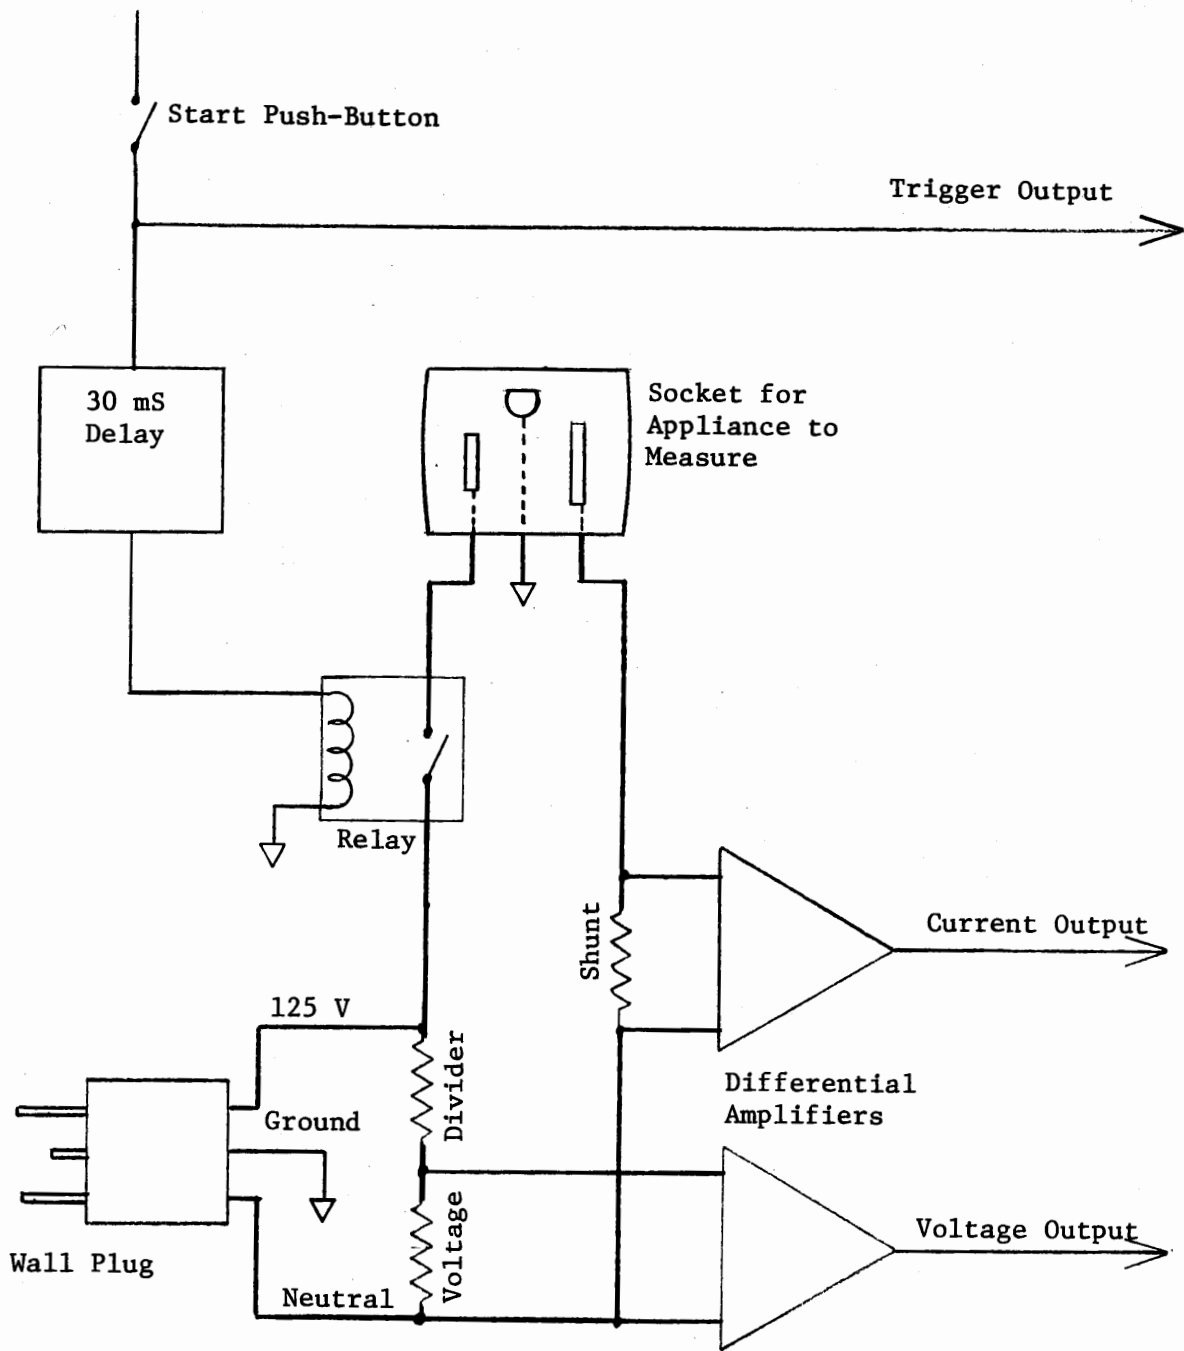 Start Push-Button
Trigger Output
30 mS
Delay
Socket for
Appliance to
Measure
Relay
Shunt
Current Output
125 V
Divider
Differential
Amplifiers
Ground
Voltage
Voltage Output
Wall Plug
Neutral